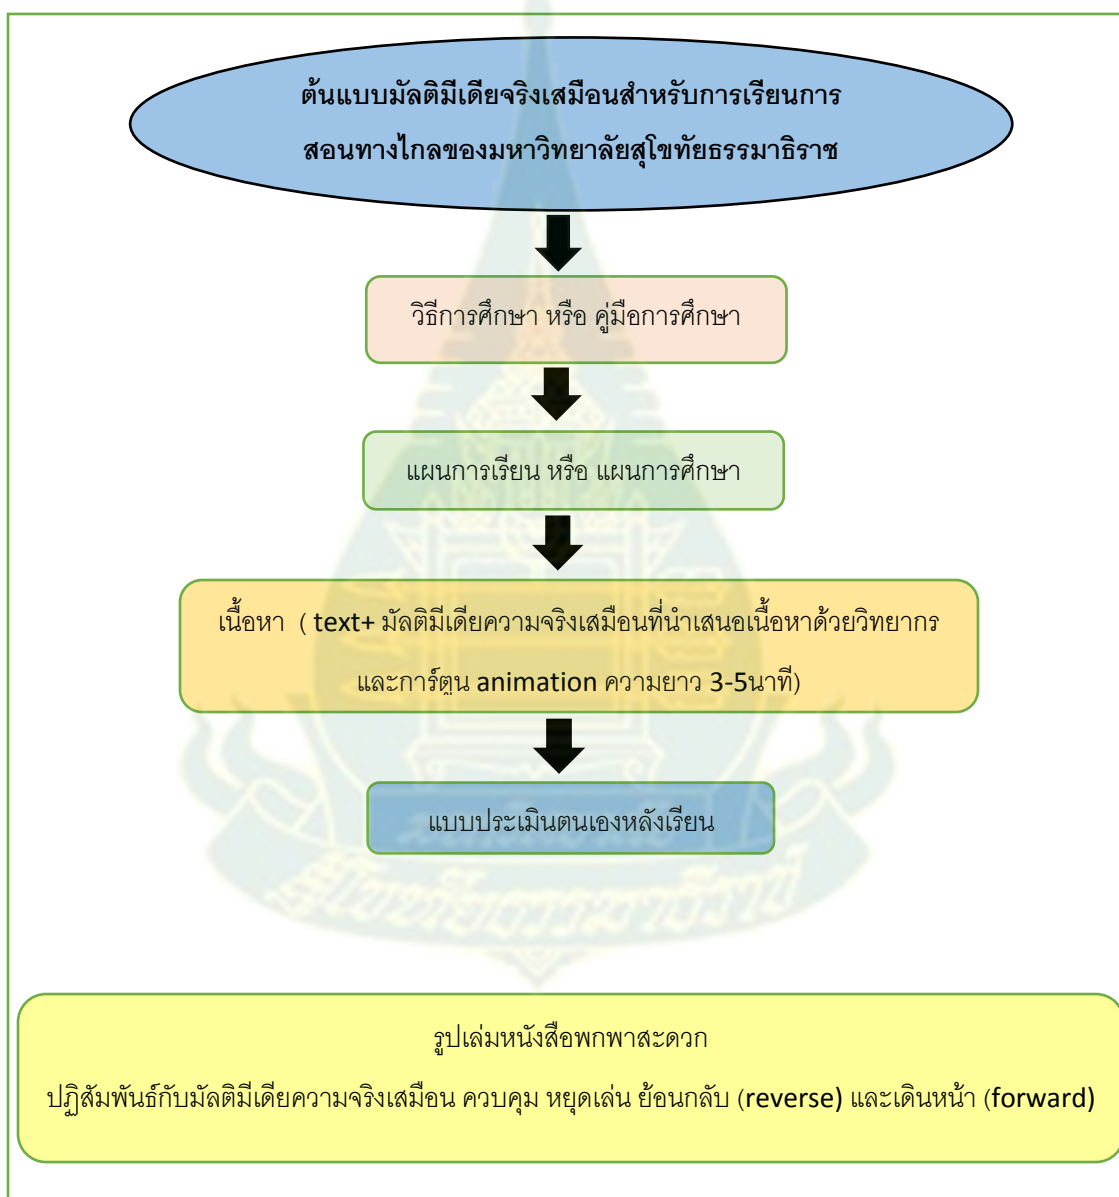 ต้นแบบมัลติมีเดียจริงเสมือนสำหรับการเรียนการ
สอนทางไกลของมหาวิทยาลัยสุโขทัยธรรมาธิราช
วิธีการศึกษา หรือ คู่มือการศึกษา
แผนการเรียน หรือ แผนการศึกษา
เนื้อหา ( text+ มัลติมีเดียความจริงเสมือนที่นำเสนอเนื้อหาด้วยวิทยากร
และการ์ตูน animation ความยาว 3-5นาที)
แบบประเมินตนเองหลังเรียน
สุโขทัยธรรมาธิราช
รูปเล่มหนังสือพกพาสะดวก
ปฏิสัมพันธ์กับมัลติมีเดียความจริงเสมือน ควบคุม หยุดเล่น ย้อนกลับ (reverse) และเดินหน้า (forward)